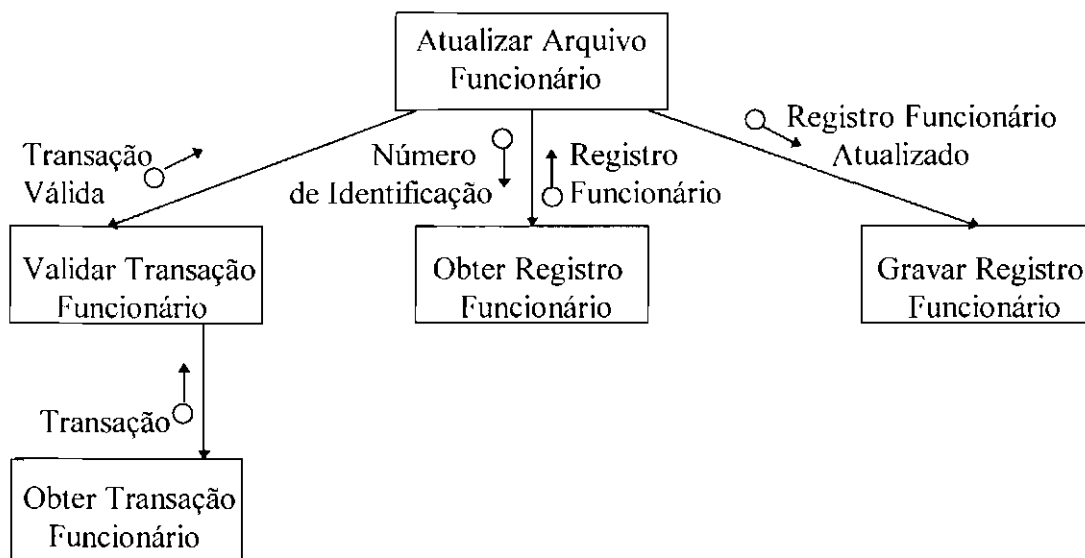 Atualizar Arquivo
Funcionário
Transação
Válida
Número
de Identificação
Registro
Funcionário
Registro Funcionário
Atualizado
Validar Transação
Funcionário
Obter Registro
Funcionário
Gravar Registro
Funcionário
Transação
Obter Transação
Funcionário